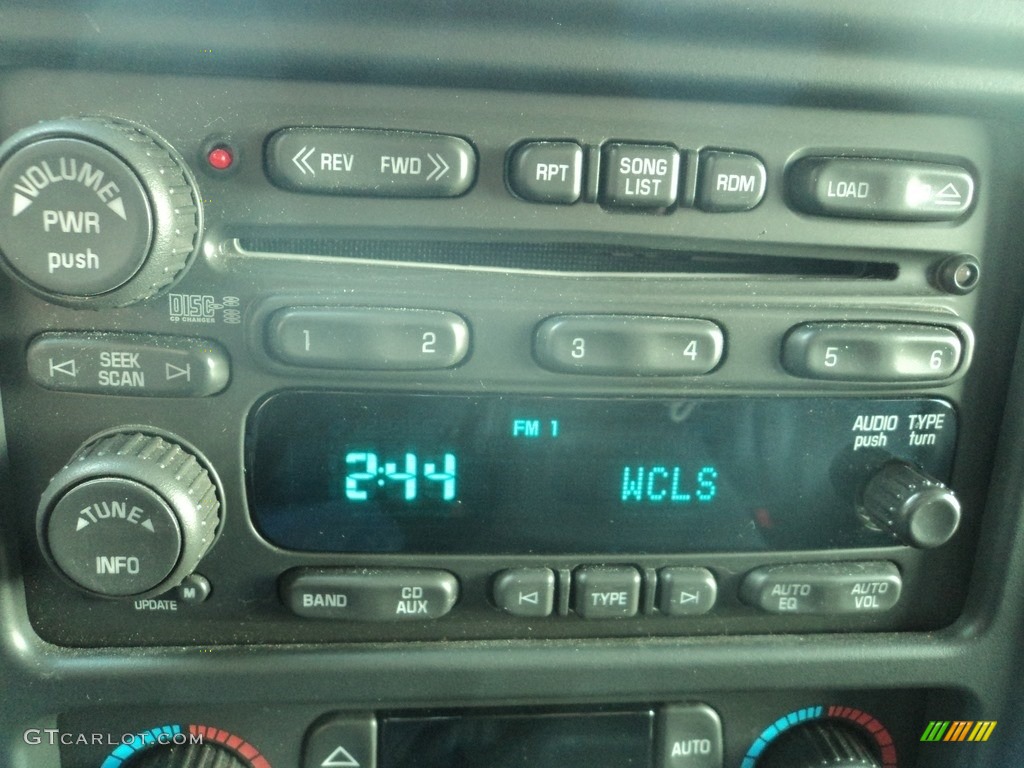 VOLUME
PWR
push
REV FWD
RPT
SONG
LIST
RDM
LOAD
DISC
CD CHANGER
1 2
3 4
5 6
SEEK
SCAN
FM 1
2:44
WCLS
AUDIO TYPE
push turn
TUNE
INFO
UPDATE
M
BAND
CD
AUX
TYPE
AUTO
EQ
AUTO
VOL
AUTO
GTCARLOT.COM